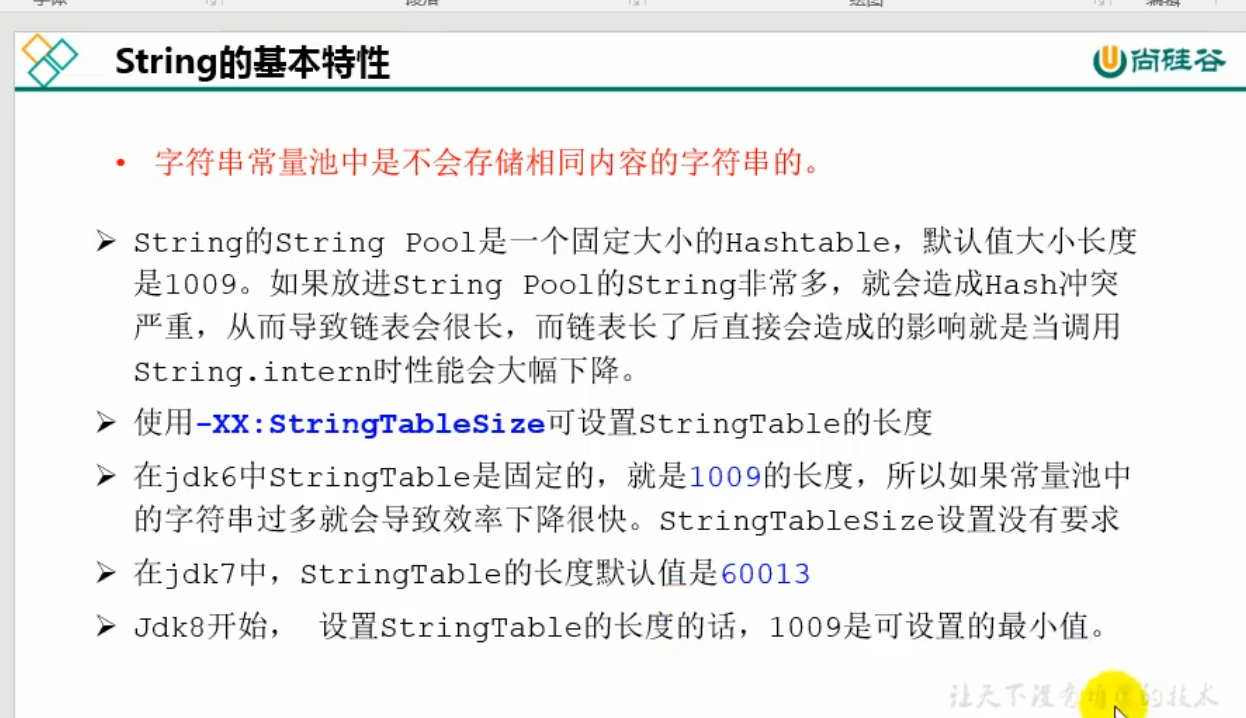 字体
段落
绘图
编辑
String的基本特性
尚硅谷
• 字符串常量池中是不会存储相同内容的字符串的。
➢ String的String Pool是一个固定大小的Hashtable，默认值大小长度
是1009。如果放进String Pool的String非常多，就会造成Hash冲突
严重，从而导致链表会很长，而链表长了后直接会造成的影响就是当调用
String.intern时性能会大幅下降。
➢ 使用-XX:StringTableSize可设置StringTable的长度
➢ 在jdk6中StringTable是固定的，就是1009的长度，所以如果常量池中
的字符串过多就会导致效率下降很快。StringTableSize设置没有要求
➢ 在jdk7中，StringTable的长度默认值是60013
➢ Jdk8开始， 设置StringTable的长度的话，1009是可设置的最小值。
让天下没有难学的技术